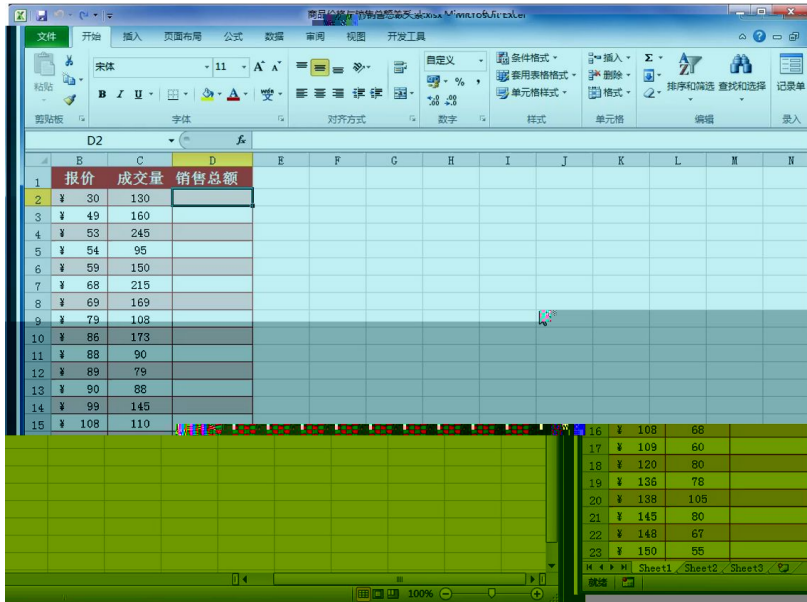 文件 开始 插入 页面布局 公式 数据 审阅 视图 开发工具
宋体 11 A A 自定义 条件格式 插入 Σ
粘贴 套用表格格式 删除 排序和筛选 查找和选择 记录单
B I U A % , 单元格样式 格式
剪贴板 字体 对齐方式 数字 样式 单元格 编辑 录入
D2 fx
B C D E F G H I J K L M N
1 报价 成交量 销售总额
2 ¥ 30 130
3 ¥ 49 160
4 ¥ 53 245
5 ¥ 54 95
6 ¥ 59 150
7 ¥ 68 215
8 ¥ 69 169
9 ¥ 79 108
10 ¥ 86 173
11 ¥ 88 90
12 ¥ 89 79
13 ¥ 90 88
14 ¥ 99 145
15 ¥ 108 110
16 ¥ 108 68
17 ¥ 109 60
18 ¥ 120 80
19 ¥ 136 78
20 ¥ 138 105
21 ¥ 145 80
22 ¥ 148 67
23 ¥ 150 55
Sheet1 Sheet2 Sheet3
就绪
100%